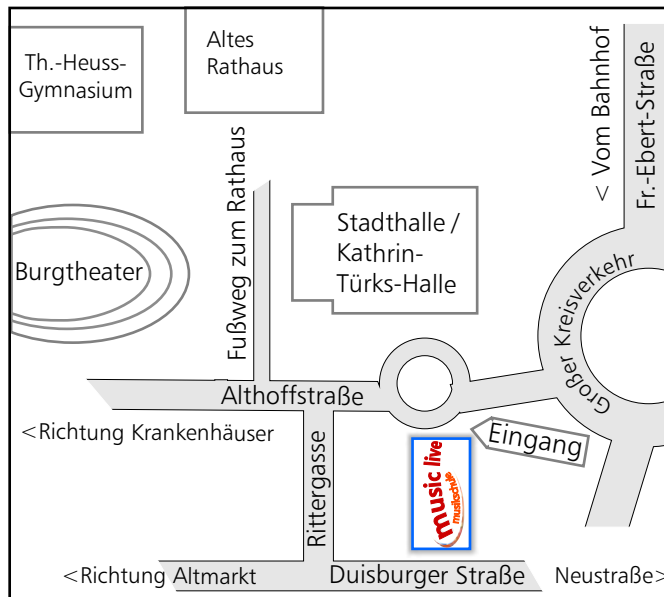 Th.-Heuss-
Gymnasium
Altes
Rathaus
< Vom Bahnhof
Fr.-Ebert-Straße
Fußweg zum Rathaus
Stadthalle /
Kathrin-
Türks-Halle
Burgtheater
Großer Kreisverkehr
Althoffstraße
<Richtung Krankenhäuser
Rittergasse
music live
musikschule
Eingang
<Richtung Altmarkt
Duisburger Straße
Neustraße>